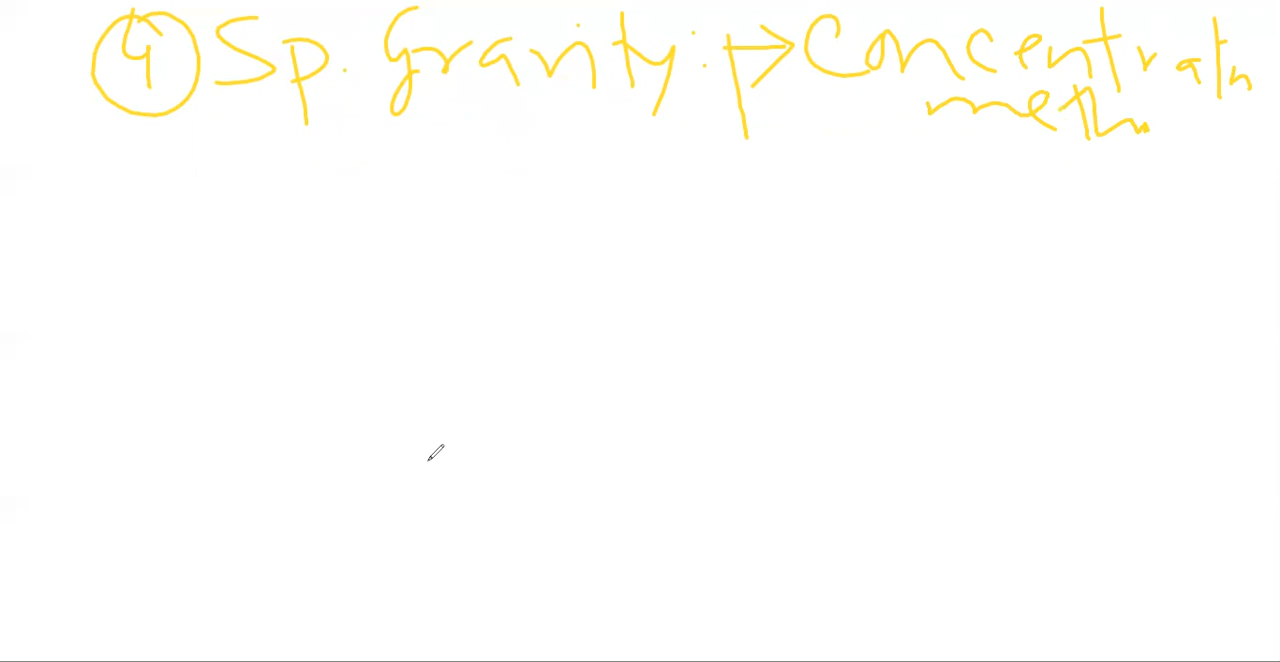 ④ Sp. Gravity :→ Concentratn
meth